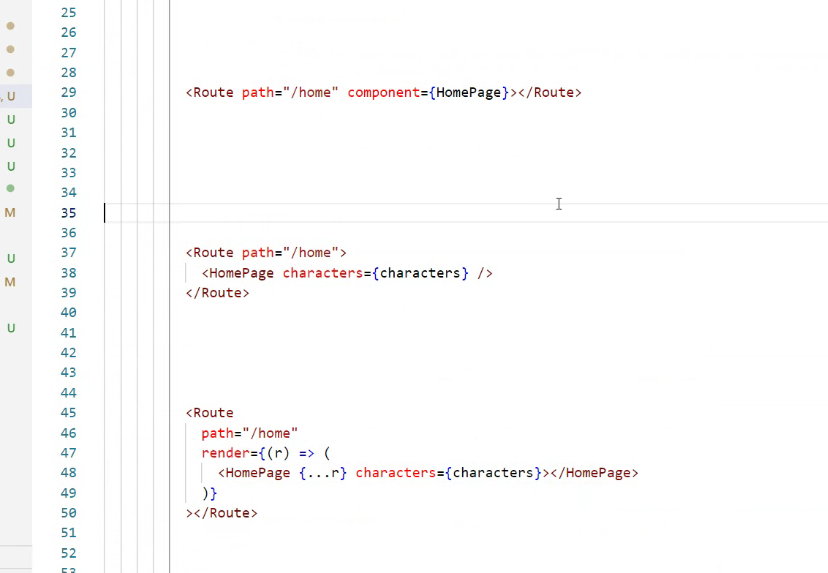 25
26
27
28
, U 29 <Route path="/home" component={HomePage}></Route>
U 30
31
U 32
U 33
34
M 35
36
37 <Route path="/home">
U 38 <HomePage characters={characters} />
M 39 </Route>
40
U 41
42
43
44
45 <Route
46 path="/home"
47 render={(r) => (
48 <HomePage {...r} characters={characters}></HomePage>
49 )}
50 ></Route>
51
52
53